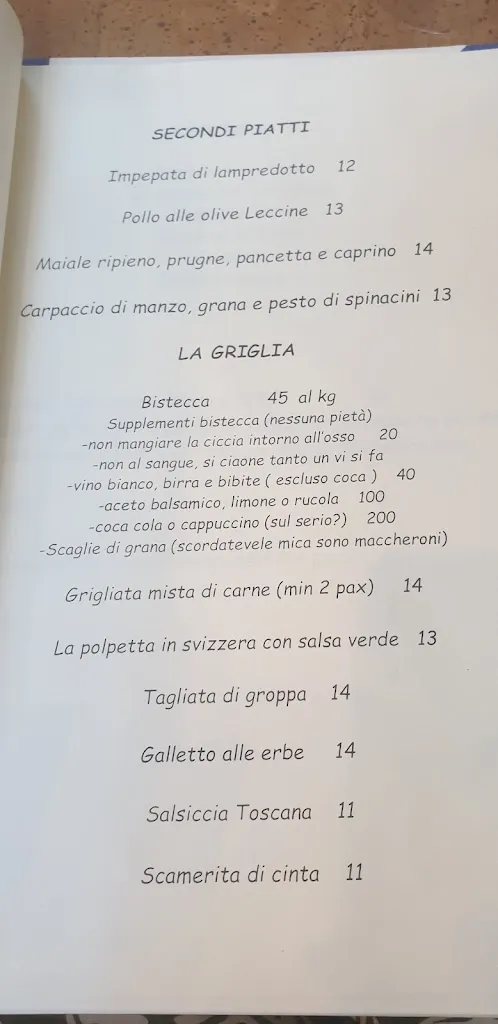 SECONDI PIATTI
Impepata di lampredotto 12
Pollo alle olive Leccine 13
Maiale ripieno, prugne, pancetta e caprino 14
Carpaccio di manzo, grana e pesto di spinacini 13
LA GRIGLIA
Bistecca 45 al kg
Supplementi bistecca (nessuna pietà)
-non mangiare la ciccia intorno all'osso 20
-non al sangue, si ciaone tanto un vi si fa
-vino bianco, birra e bibite ( escluso coca ) 40
-aceto balsamico, limone o rucola 100
-coca cola o cappuccino (sul serio?) 200
-Scaglie di grana (scordatevele mica sono maccheroni)
Grigliata mista di carne (min 2 pax) 14
La polpetta in svizzera con salsa verde 13
Tagliata di groppa 14
Galletto alle erbe 14
Salsiccia Toscana 11
Scamerita di cinta 11